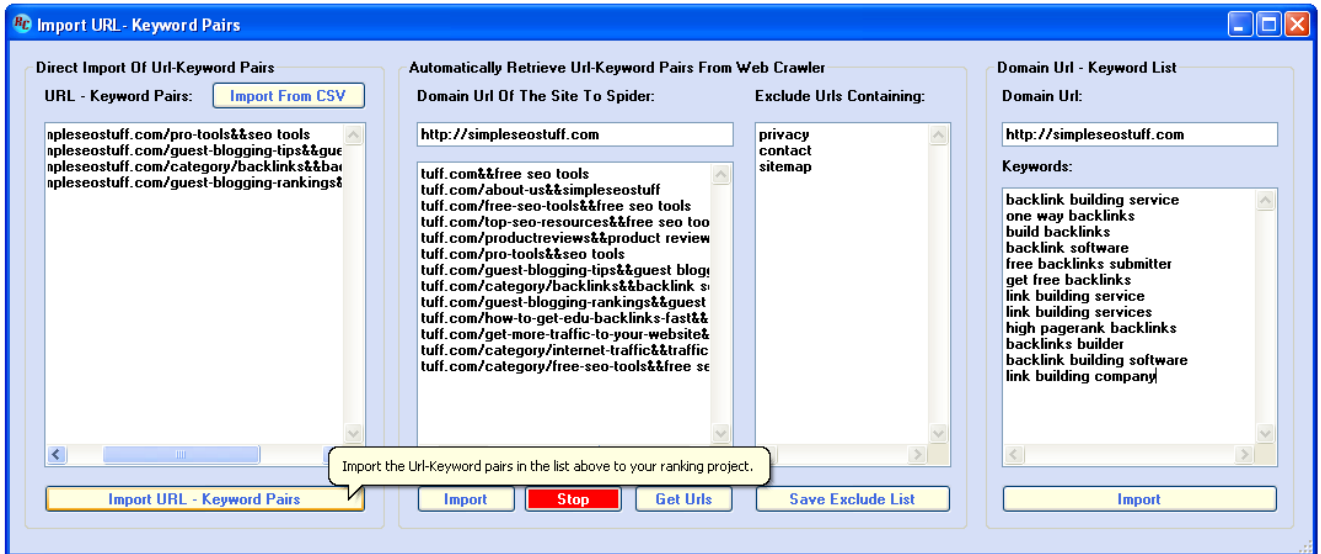 RC Import URL - Keyword Pairs
Direct Import Of Url-Keyword Pairs
URL - Keyword Pairs:
Import From CSV
mpleseostuff.com/pro-tools&&seo tools
mpleseostuff.com/guest-blogging-tips&&gue
mpleseostuff.com/category/backlinks&&bac
mpleseostuff.com/guest-blogging-rankings&
Import URL - Keyword Pairs
Automatically Retrieve Url-Keyword Pairs From Web Crawler
Domain Url Of The Site To Spider:
http://simpleseostuff.com
tuff.com&&free seo tools
tuff.com/about-us&&simpleseostuff
tuff.com/free-seo-tools&&free seo tools
tuff.com/top-seo-resources&&free seo too
tuff.com/productreviews&&product review
tuff.com/pro-tools&&seo tools
tuff.com/guest-blogging-tips&&guest blogg
tuff.com/category/backlinks&&backlink s
tuff.com/guest-blogging-rankings&&guest
tuff.com/how-to-get-edu-backlinks-fast&&
tuff.com/get-more-traffic-to-your-website&
tuff.com/category/internet-traffic&&traffic
tuff.com/category/free-seo-tools&&free se
Import the Url-Keyword pairs in the list above to your ranking project.
Import
Stop
Get Urls
Exclude Urls Containing:
privacy
contact
sitemap
Save Exclude List
Domain Url - Keyword List
Domain Url:
http://simpleseostuff.com
Keywords:
backlink building service
one way backlinks
build backlinks
backlink software
free backlinks submitter
get free backlinks
link building service
link building services
high pagerank backlinks
backlinks builder
backlink building software
link building company
Import